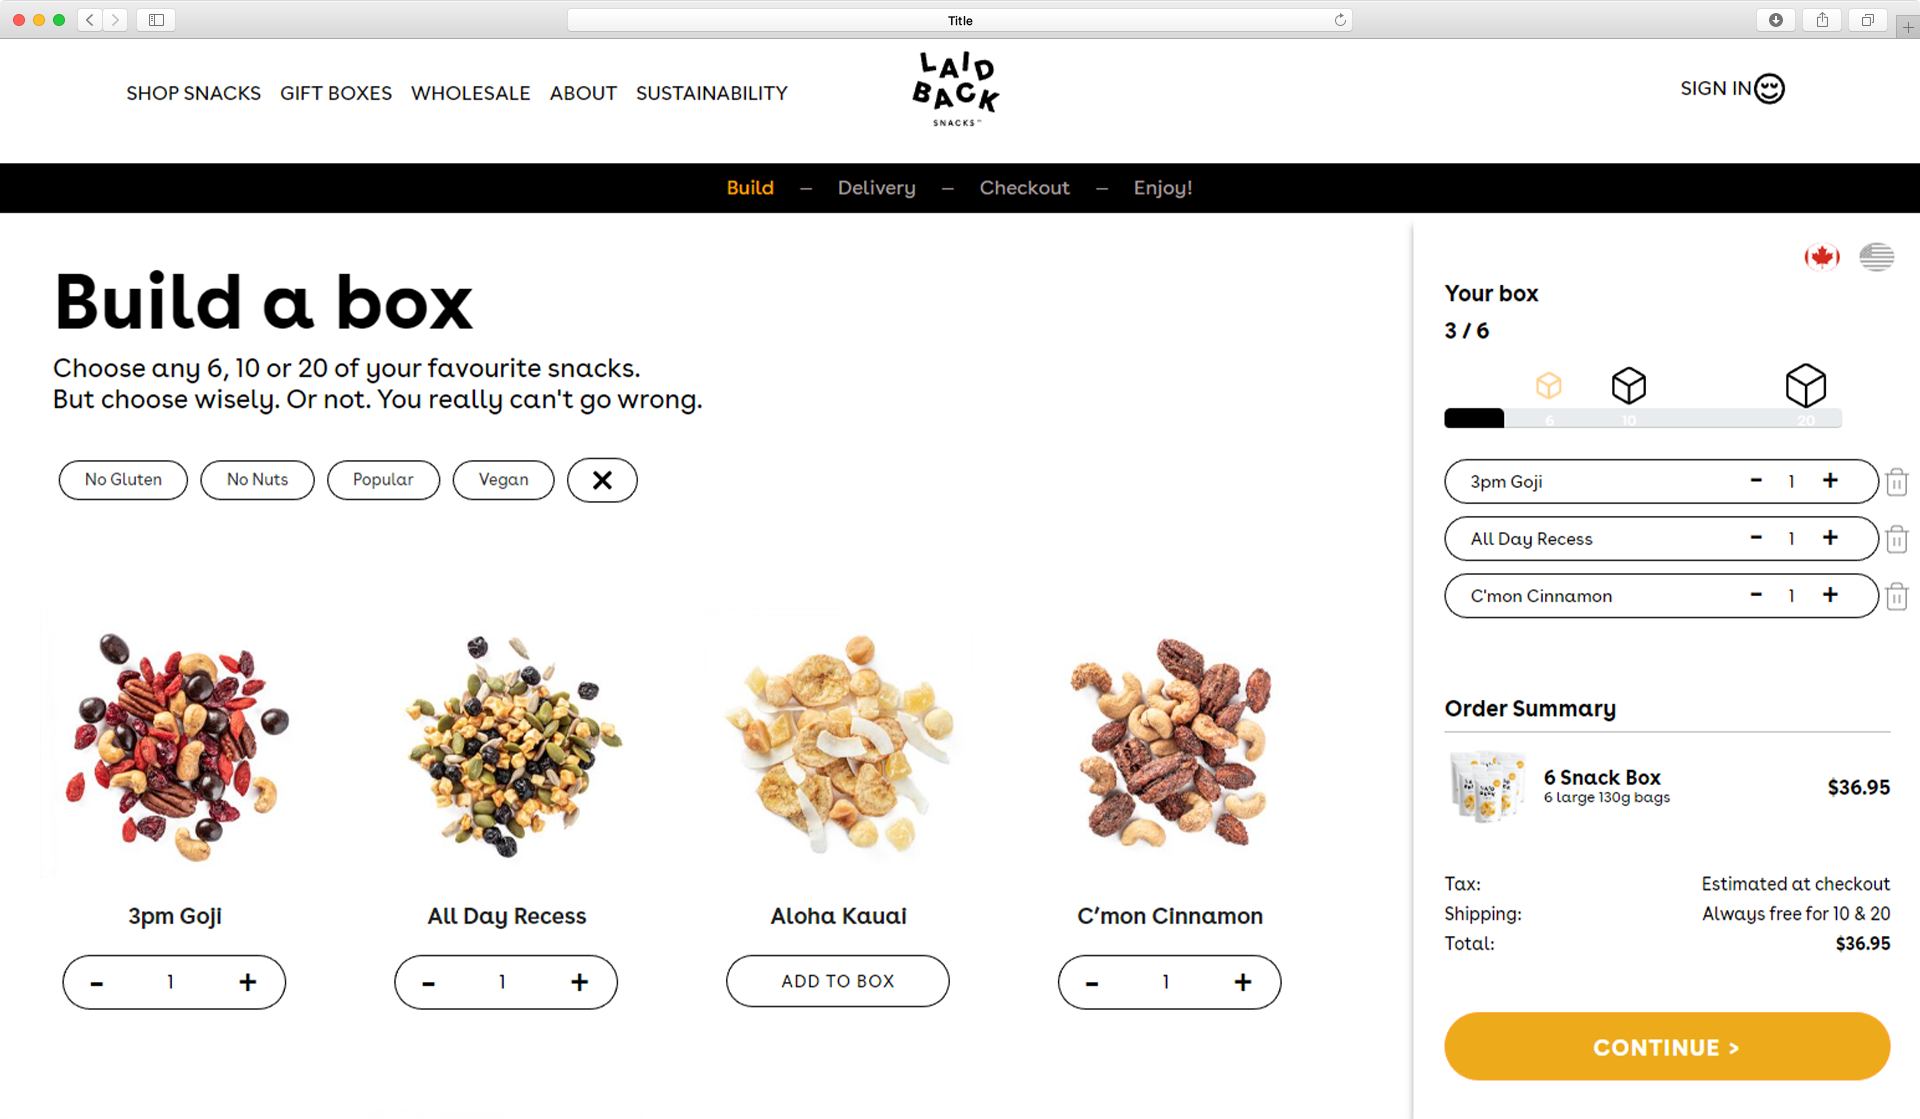 Title
SHOP SNACKS GIFT BOXES WHOLESALE ABOUT SUSTAINABILITY
LAID
BACK
SNACKS™
SIGN IN
Build – Delivery – Checkout – Enjoy!
Build a box
Choose any 6, 10 or 20 of your favourite snacks.
But choose wisely. Or not. You really can't go wrong.
No Gluten No Nuts Popular Vegan
3pm Goji All Day Recess Aloha Kauai C’mon Cinnamon
- 1 + - 1 + ADD TO BOX - 1 +
Your box
3 / 6
6 10 20
3pm Goji - 1 +
All Day Recess - 1 +
C'mon Cinnamon - 1 +
Order Summary
6 Snack Box
6 large 130g bags
$36.95
Tax: Estimated at checkout
Shipping: Always free for 10 & 20
Total: $36.95
CONTINUE >